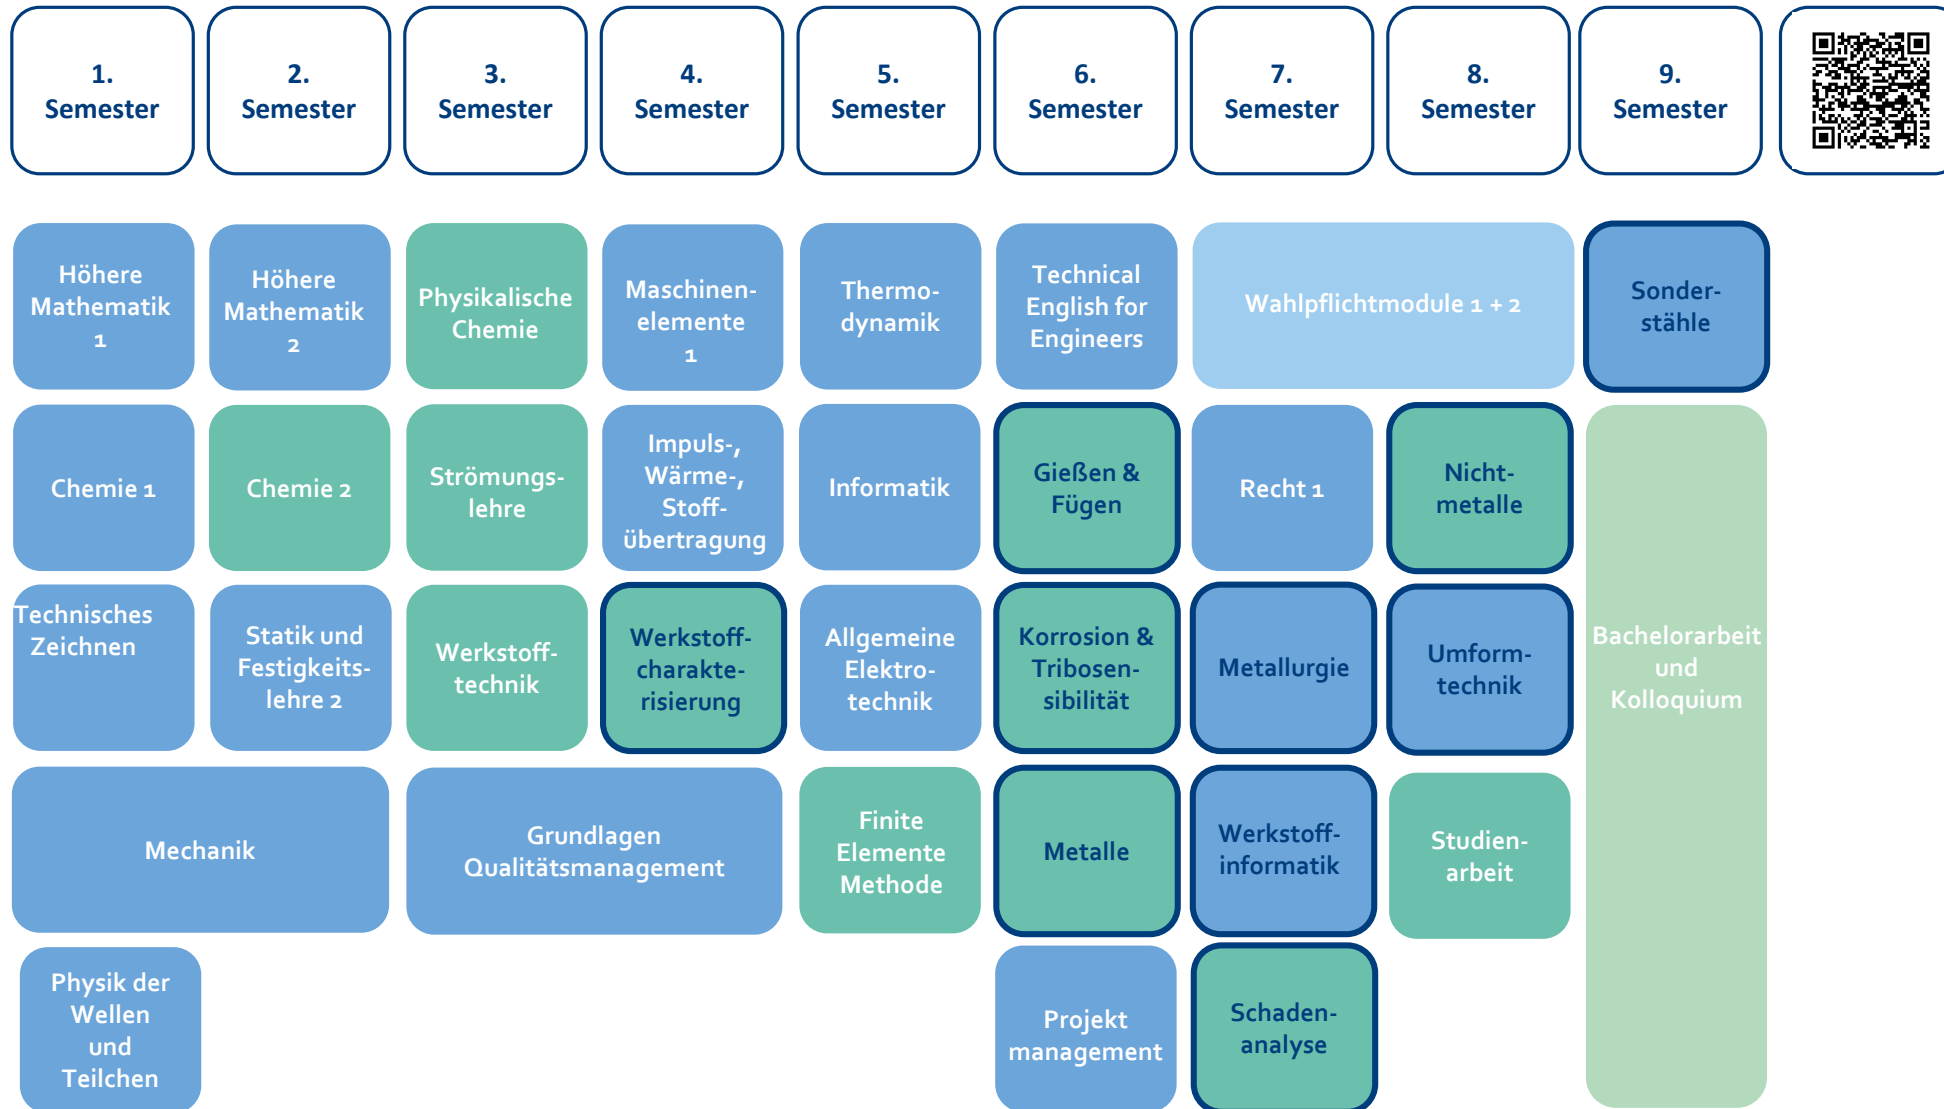 1.
Semester
2.
Semester
3.
Semester
4.
Semester
5.
Semester
6.
Semester
7.
Semester
8.
Semester
9.
Semester
Höhere
Mathematik
1
Höhere
Mathematik
2
Physikalische
Chemie
Maschinen-
elemente
1
Thermo-
dynamik
Technical
English for
Engineers
Wahlpflichtmodule 1 + 2
Sonder-
stähle
Chemie 1
Chemie 2
Strömungs-
lehre
Impuls-,
Wärme-,
Stoff-
übertragung
Informatik
Gießen &
Fügen
Recht 1
Nicht-
metalle
Technisches
Zeichnen
Statik und
Festigkeits-
lehre 2
Werkstoff-
technik
Werkstoff-
charakte-
risierung
Allgemeine
Elektro-
technik
Korrosion &
Tribosen-
sibilität
Metallurgie
Umform-
technik
Bachelorarbeit
und
Kolloquium
Mechanik
Grundlagen
Qualitätsmanagement
Finite
Elemente
Methode
Metalle
Werkstoff-
informatik
Studien-
arbeit
Physik der
Wellen
und
Teilchen
Projekt
management
Schaden-
analyse